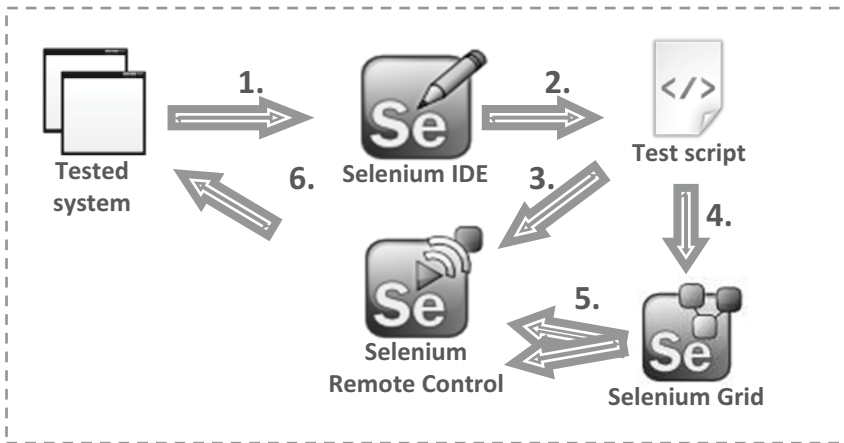 1.
2.
Se
</>
Tested
system
6.
Selenium IDE
3.
Test script
4.
Se
5.
Se
Selenium
Remote Control
Selenium Grid